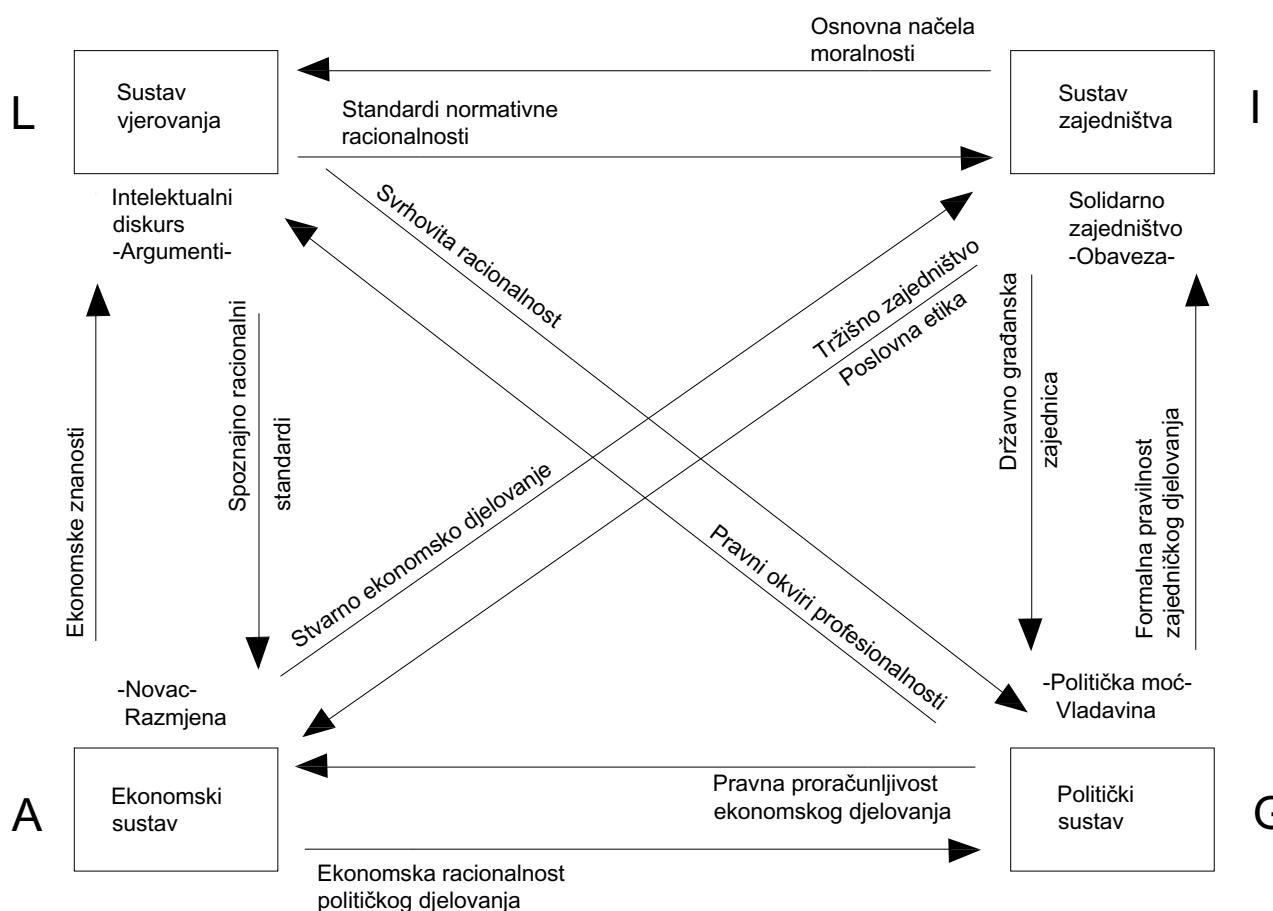 Osnovna načela
moralnosti
L
Sustav
vjerovanja
Standardi normativne
racionalnosti
Sustav
zajedništva
I
Intelektualni
diskurs
-Argumenti-
Svrhovita racionalnost
Tržišno zajedništvo
Poslovna etika
Solidarno
zajedništvo
-Obaveza-
Ekonomske znanosti
Spoznajno racionalni
standardi
Stvarno ekonomsko djelovanje
Pravni okviri profesionalnosti
Državno građanska
zajednica
Formalna pravilnost
zajedničkog djelovanja
-Novac-
Razmjena
-Politička moć-
Vladavina
A
Ekonomski
sustav
Pravna proračunljivost
ekonomskog djelovanja
Politički
sustav
G
Ekonomska racionalnost
političkog djelovanja